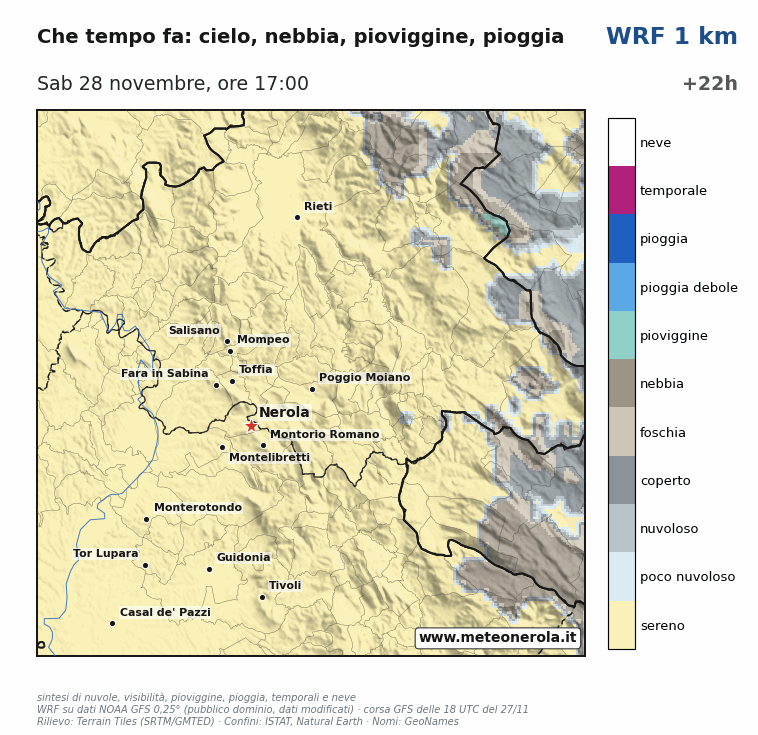 Che tempo fa: cielo, nebbia, pioviggine, pioggia
WRF 1 km
Sab 28 novembre, ore 17:00
+22h
neve
temporale
pioggia
pioggia debole
pioviggine
nebbia
foschia
coperto
nuvoloso
poco nuvoloso
sereno
Rieti
Salisano
Mompeo
Fara in Sabina
Toffia
Poggio Moiano
Nerola
Montorio Romano
Montelibretti
Monterotondo
Tor Lupara
Guidonia
Tivoli
Casal de' Pazzi
www.meteonerola.it
sintesi di nuvole, visibilità, pioviggine, pioggia, temporali e neve
WRF su dati NOAA GFS 0,25° (pubblico dominio, dati modificati) · corsa GFS delle 18 UTC del 27/11
Rilievo: Terrain Tiles (SRTM/GMTED) · Confini: ISTAT, Natural Earth · Nomi: GeoNames